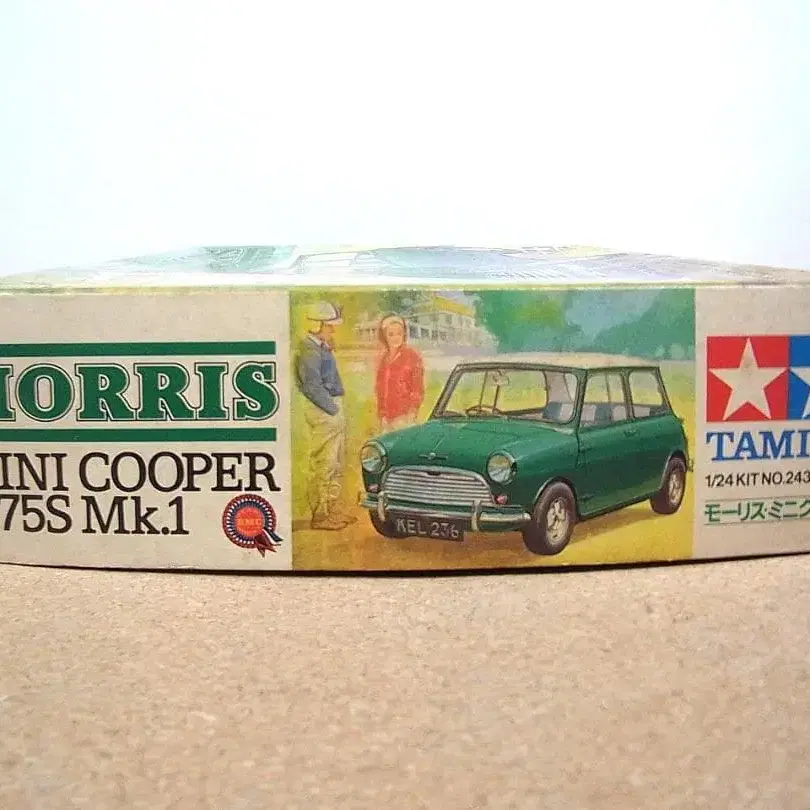 MORRIS
INI COOPER
75S Mk.1
BMC
KEL 236
TAMI
1/24 KIT NO.243
モーリス・ミニク